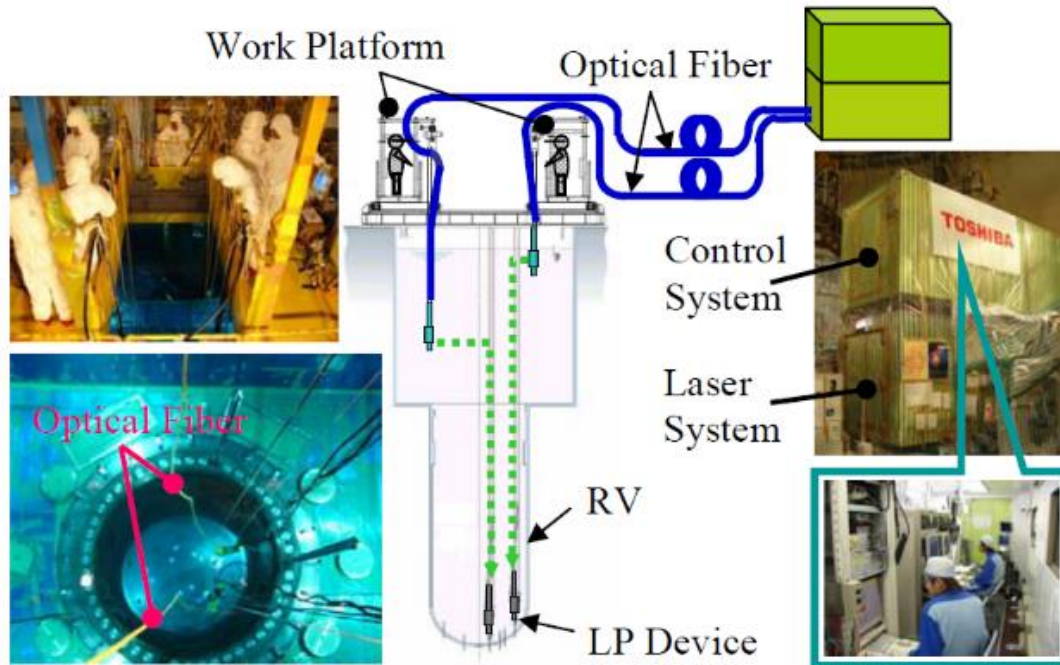 Work Platform
Optical Fiber
TOSHIBA
Control
System
Laser
System
Optical Fiber
RV
LP Device